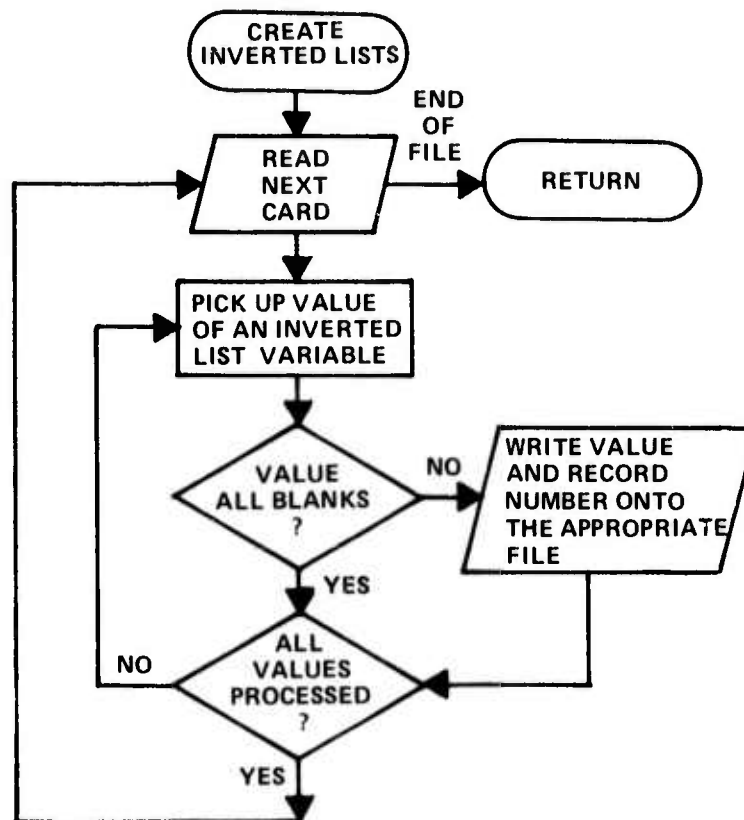 CREATE
INVERTED LISTS
END
OF
FILE
READ
NEXT
CARD
RETURN
PICK UP VALUE
OF AN INVERTED
LIST VARIABLE
VALUE
ALL BLANKS
?
NO
WRITE VALUE
AND RECORD
NUMBER ONTO
THE APPROPRIATE
FILE
YES
ALL
VALUES
PROCESSED
?
NO
YES